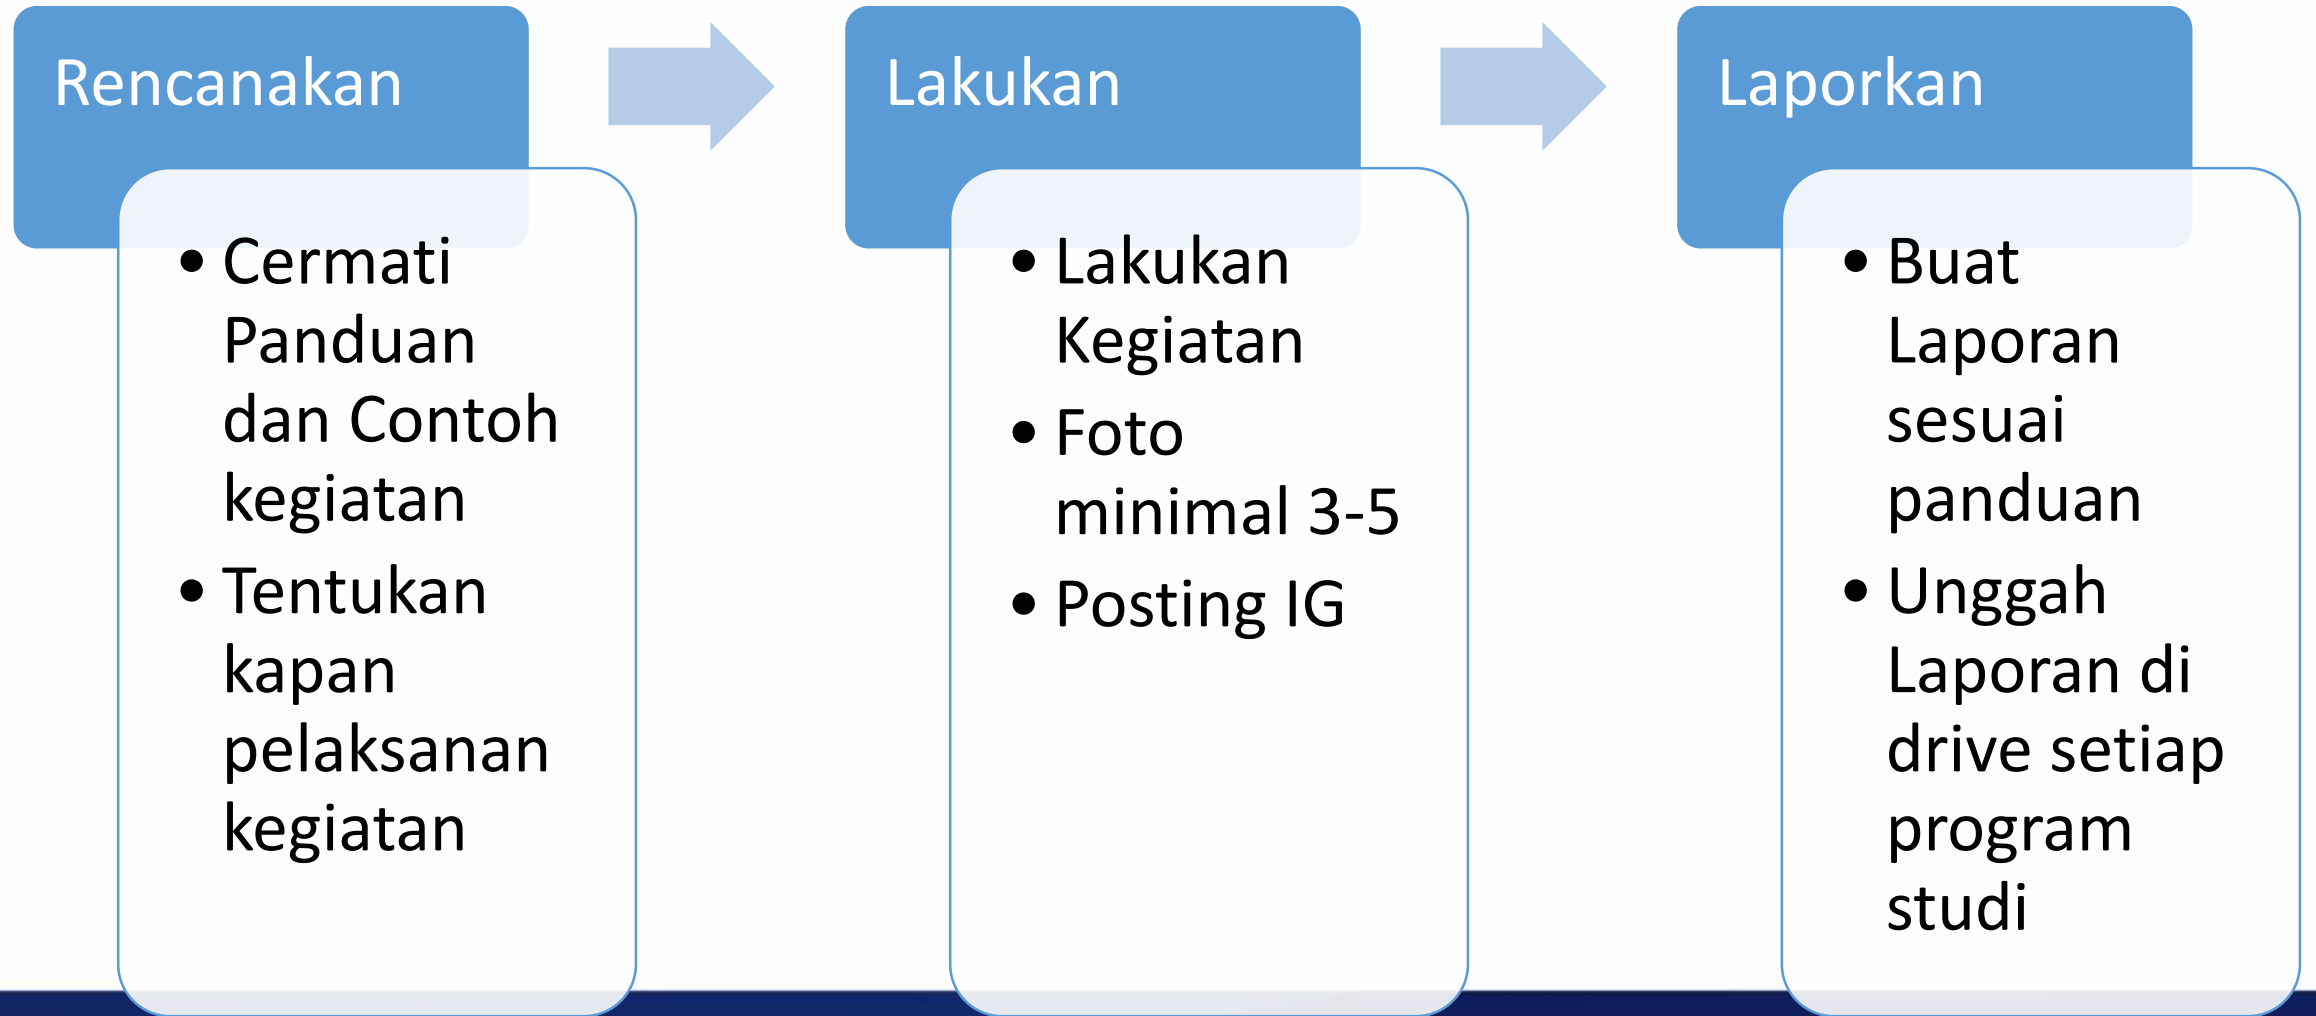 Rencanakan
• Cermati
Panduan
dan Contoh
kegiatan
• Tentukan
kapan
pelaksanan
kegiatan
Lakukan
• Lakukan
Kegiatan
• Foto
minimal 3-5
• Posting IG
Laporkan
• Buat
Laporan
sesuai
panduan
• Unggah
Laporan di
drive setiap
program
studi